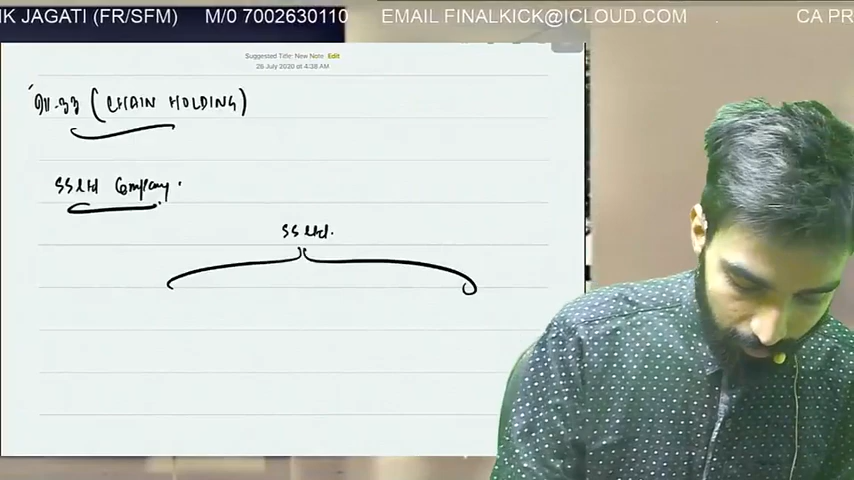 IK JAGATI (FR/SFM) M/0 7002630110 EMAIL FINALKICK@ICLOUD.COM . CA PR
Suggested Title: New Note Edit
26 July 2020 at 4:38 AM
(CHAIN HOLDING)
SS Ltd Company.
SS Ltd.